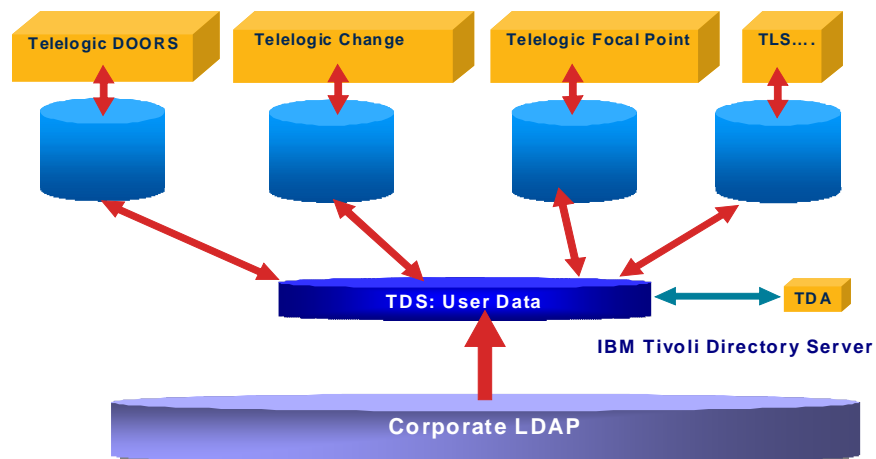 Telelogic DOORS
Telelogic Change
Telelogic Focal Point
TLS....
TDS: User Data
TDA
IBM Tivoli Directory Server
Corporate LDAP